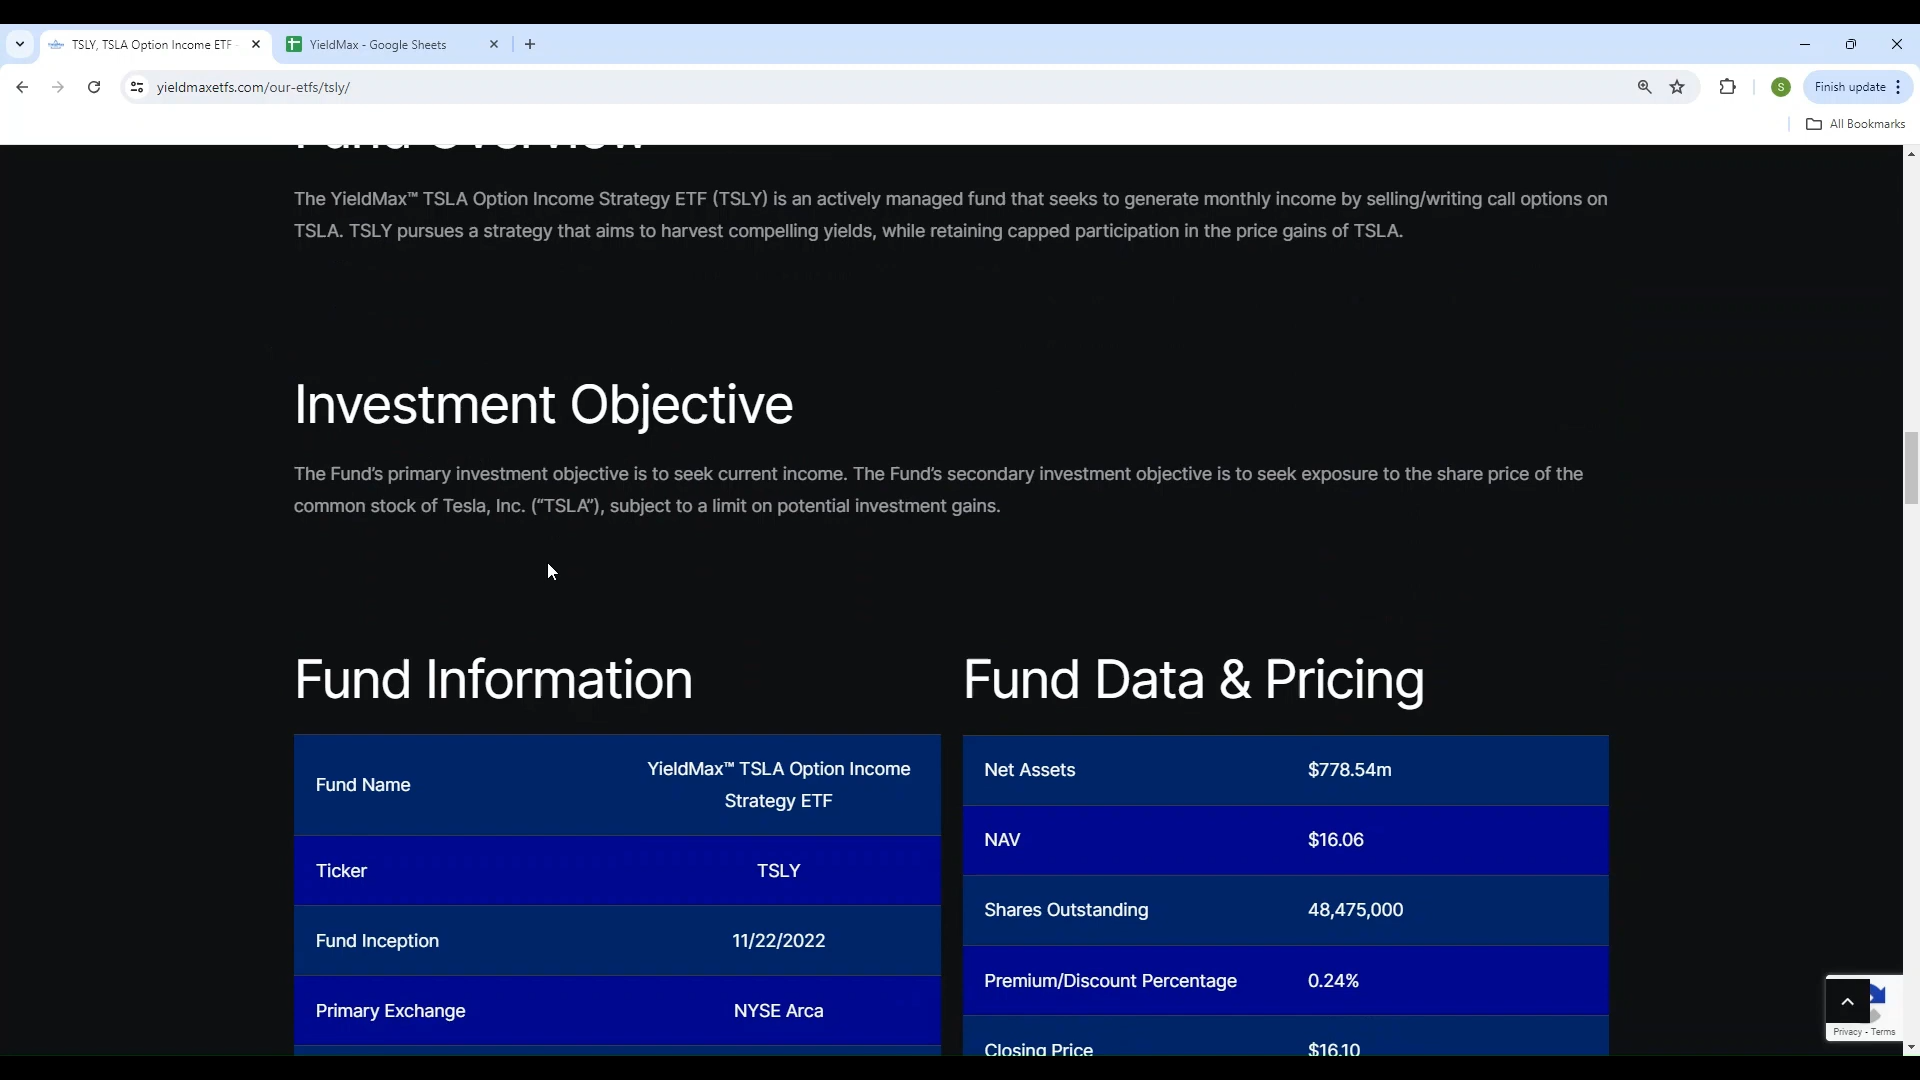 TSLY, TSLA Option Income ETF
YieldMax - Google Sheets
yieldmaxetfs.com/our-etfs/tsly/
S
Finish update
All Bookmarks
Fund Overview
The YieldMax™ TSLA Option Income Strategy ETF (TSLY) is an actively managed fund that seeks to generate monthly income by selling/writing call options on
TSLA. TSLY pursues a strategy that aims to harvest compelling yields, while retaining capped participation in the price gains of TSLA.
Investment Objective
The Fund's primary investment objective is to seek current income. The Fund's secondary investment objective is to seek exposure to the share price of the
common stock of Tesla, Inc. (“TSLA”), subject to a limit on potential investment gains.
Fund Information
Fund Name
YieldMax™ TSLA Option Income
Strategy ETF
Ticker TSLY
Fund Inception 11/22/2022
Primary Exchange NYSE Arca
Fund Data & Pricing
Net Assets $778.54m
NAV $16.06
Shares Outstanding 48,475,000
Premium/Discount Percentage 0.24%
Closing Price $16.10
Privacy - Terms